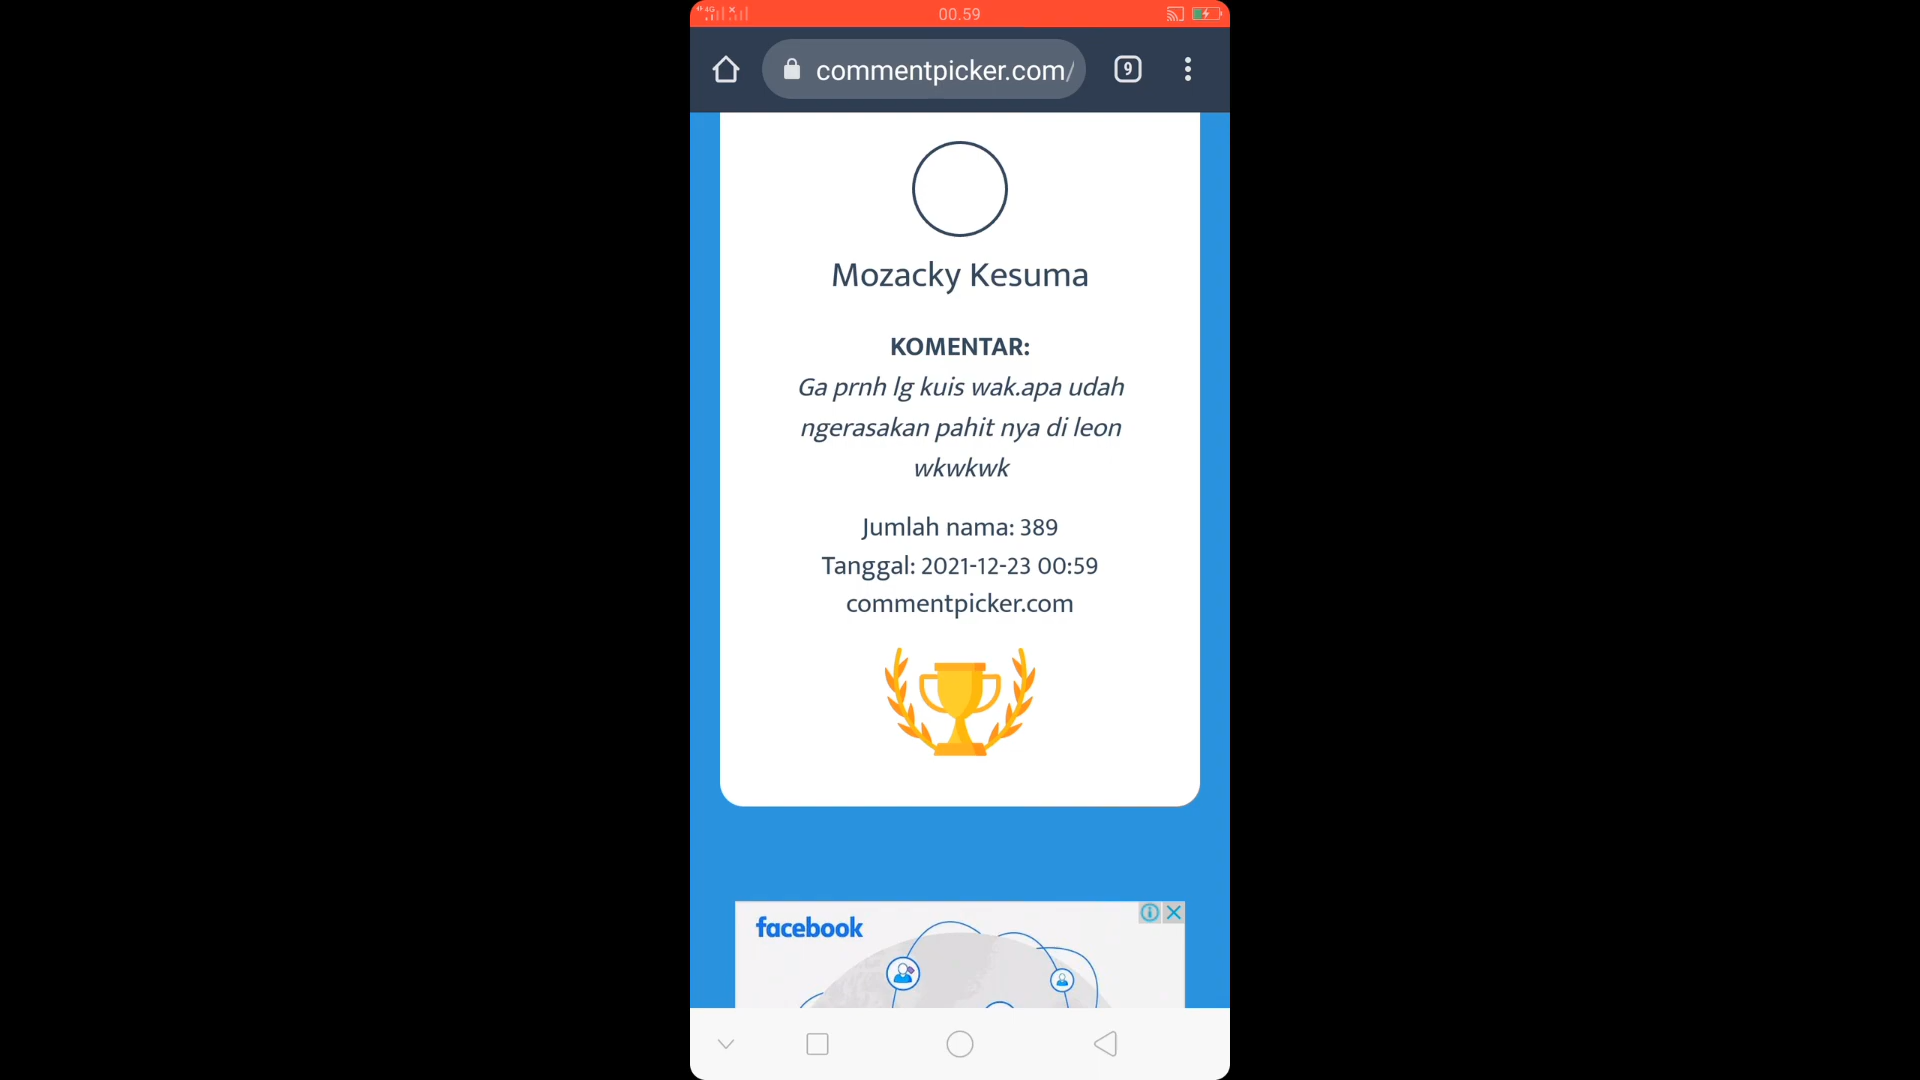 4G
00.59
commentpicker.com/
9
Mozacky Kesuma
KOMENTAR:
Ga prnh lg kuis wak.apa udah
ngerasakan pahit nya di leon
wkwkwk
Jumlah nama: 389
Tanggal: 2021-12-23 00:59
commentpicker.com
facebook